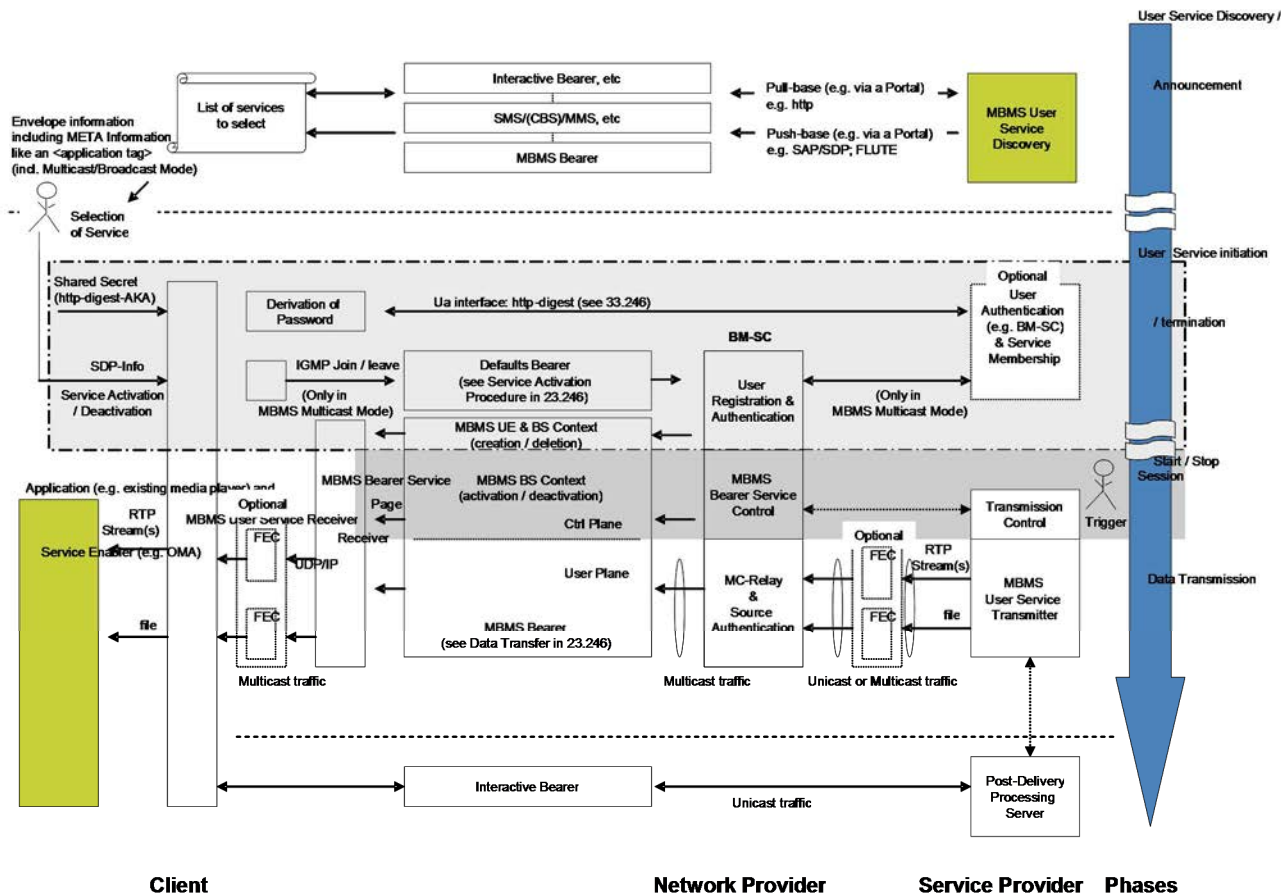 User Service Discovery /
Announcement
Interactive Bearer, etc
SMS/(CBS)/MMS, etc
MBMS Bearer
List of services
to select
Pull-base (e.g. via a Portal)
e.g. http
Push-base (e.g. via a Portal)
e.g. SAP/SDP; FLUTE
MBMS User
Service
Discovery
Envelope information
including META Information
like an <application tag>
(incl. Multicast/Broadcast Mode)
Selection
of Service
User Service initiation
/ termination
Shared Secret
(http-digest-AKA)
Derivation of
Password
Ua interface: http-digest (see 33.246)
Optional
User
Authentication
(e.g. BM-SC)
& Service
Membership
BM-SC
SDP-Info
Service Activation
/ Deactivation
IGMP Join / leave
(Only in
MBMS Multicast Mode)
Defaults Bearer
(see Service Activation
Procedure in 23.246)
User
Registration &
Authentication
(Only in
MBMS Multicast Mode)
MBMS UE & BS Context
(creation / deletion)
Start / Stop
Session
MBMS Bearer Service
Receiver
Page
MBMS BS Context
(activation / deactivation)
Ctrl Plane
MBMS
Bearer Service
Control
Transmission
Control
Trigger
Application (e.g. existing media player) and
Service Enabler (e.g. OMA)
RTP
Stream(s)
Optional
MBMS User Service Receiver
FEC
UDP/IP
User Plane
Optional
FEC
RTP
Stream(s)
Data Transmission
MC-Relay
&
Source
Authentication
MBMS
User Service
Transmitter
file
FEC
MBMS Bearer
(see Data Transfer in 23.246)
FEC
file
Multicast traffic
Multicast traffic
Unicast or Multicast traffic
Interactive Bearer
Unicast traffic
Post-Delivery
Processing
Server
Client
Network Provider
Service Provider
Phases